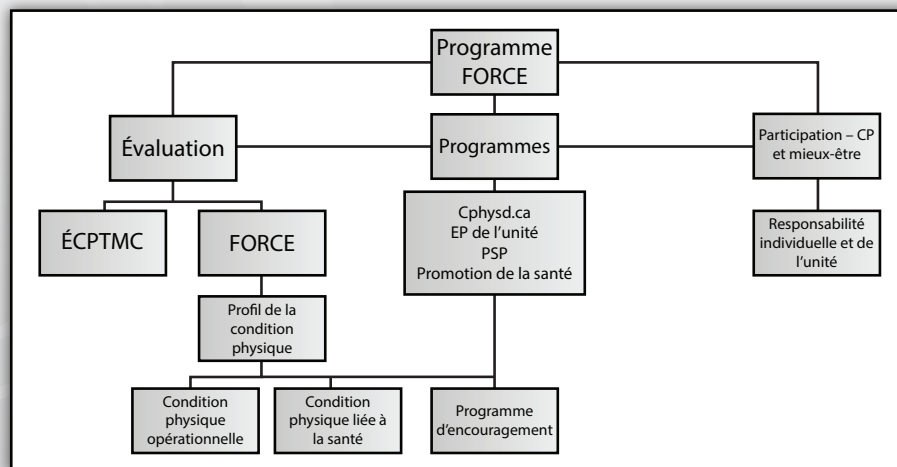 Programme
FORCE
Évaluation
Programmes
Participation – CP
et mieux-être
ÉCPTMC
FORCE
Cphysd.ca
EP de l'unité
PSP
Promotion de la santé
Responsabilité
individuelle et de
l'unité
Profil de la
condition
physique
Condition
physique
opérationnelle
Condition
physique liée à
la santé
Programme
d'encouragement